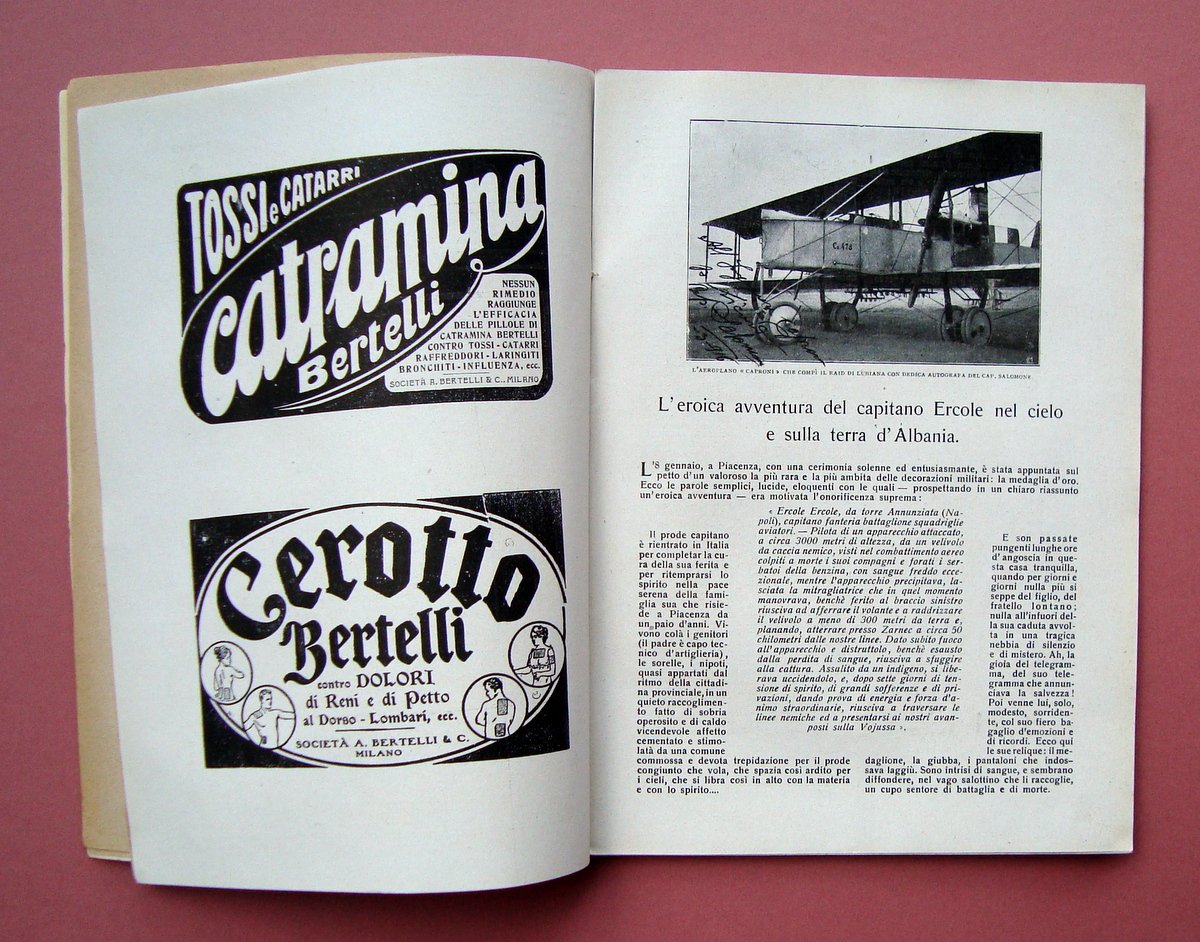 TOSSI e CATARRI
Catramina
Bertelli
NESSUN
RIMEDIO
RAGGIUNGE
L'EFFICACIA
DELLE PILLOLE DI
CATRAMINA BERTELLI
CONTRO TOSSI - CATARRI
RAFFREDDORI - LARINGITI
BRONCHITI - INFLUENZA, ecc.
SOCIETÀ A. BERTELLI & C., MILANO
Cerotto
Bertelli
contro DOLORI
di Reni e di Petto
al Dorso - Lombari, ecc.
SOCIETÀ A. BERTELLI & C.
MILANO
Ca 478
L'AEROPLANO « CAPRONI » CHE COMPÌ IL RAID DI LUBIANA CON DEDICA AUTOGRAFA DEL CAP. SALOMONE.
L'eroica avventura del capitano Ercole nel cielo
e sulla terra d'Albania.
L'8 gennaio, a Piacenza, con una cerimonia solenne ed entusiasmante, è stata appuntata sul
petto d'un valoroso la più rara e la più ambita delle decorazioni militari: la medaglia d'oro.
Ecco le parole semplici, lucide, eloquenti con le quali — prospettando in un chiaro riassunto
un'eroica avventura — era motivata l'onorificenza suprema:
« Ercole Ercole, da torre Annunziata (Na-
poli), capitano fanteria battaglione squadriglie
aviatori. — Pilota di un apparecchio attaccato,
a circa 3000 metri di altezza, da un velivolo
da caccia nemico, visti nel combattimento aereo
colpiti a morte i suoi compagni e forati i ser-
batoi della benzina, con sangue freddo ecce-
zionale, mentre l'apparecchio precipitava, la-
sciata la mitragliatrice che in quel momento
manovrava, benchè ferito al braccio sinistro
riusciva ad afferrare il volante e a raddrizzare
il velivolo a meno di 300 metri da terra e,
planando, atterrare presso Zarnec a circa 50
chilometri dalle nostre linee. Dato subito fuoco
all'apparecchio e distruttolo, benchè esausto
dalla perdita di sangue, riusciva a sfuggire
alla cattura. Assalito da un indigeno, si libe-
rava uccidendolo, e, dopo sette giorni di ten-
sione di spirito, di grandi sofferenze e di pri-
vazioni, dando prova di energia e forza d'ani-
mo straordinarie, riusciva a traversare le
linee nemiche ed a presentarsi ai nostri avan-
posti sulla Vojussa ».
Il prode capitano
è rientrato in Italia
per completar la cu-
ra della sua ferita e
per ritemprarsi lo
spirito nella pace
serena della fami-
glia sua che risie-
de a Piacenza da
un paio d'anni. Vi-
vono colà i genitori
(il padre è capo tec-
nico d'artiglieria),
le sorelle, i nipoti,
quasi appartati dal
ritmo della cittadi-
na provinciale, in un
quieto raccoglimen-
to fatto di sobria
operosità e di caldo
vicendevole affetto
cementato e stimo-
lato da una comune
commossa e devota trepidazione per il prode
congiunto che vola, che spazia così ardito per
i cieli, che si libra così in alto con la materia
e con lo spirito....
E son passate
pungenti lunghe ore
d'angoscia in que-
sta casa tranquilla,
quando per giorni e
giorni nulla più si
seppe del figlio, del
fratello lontano;
nulla all'infuori del-
la sua caduta avvol-
ta in una tragica
nebbia di silenzio
e di mistero. Ah, la
gioja del telegram-
ma, del suo tele-
gramma che annun-
ciava la salvezza!
Poi venne lui, solo,
modesto, sorriden-
te, col suo fiero ba-
gaglio d'emozioni e
di ricordi. Ecco qui
le sue relique: il me-
daglione, la giubba, i pantaloni che indos-
sava laggiù. Sono intrisi di sangue, e sembrano
diffondere, nel vago salottino che li raccoglie,
un cupo sentore di battaglia e di morte.